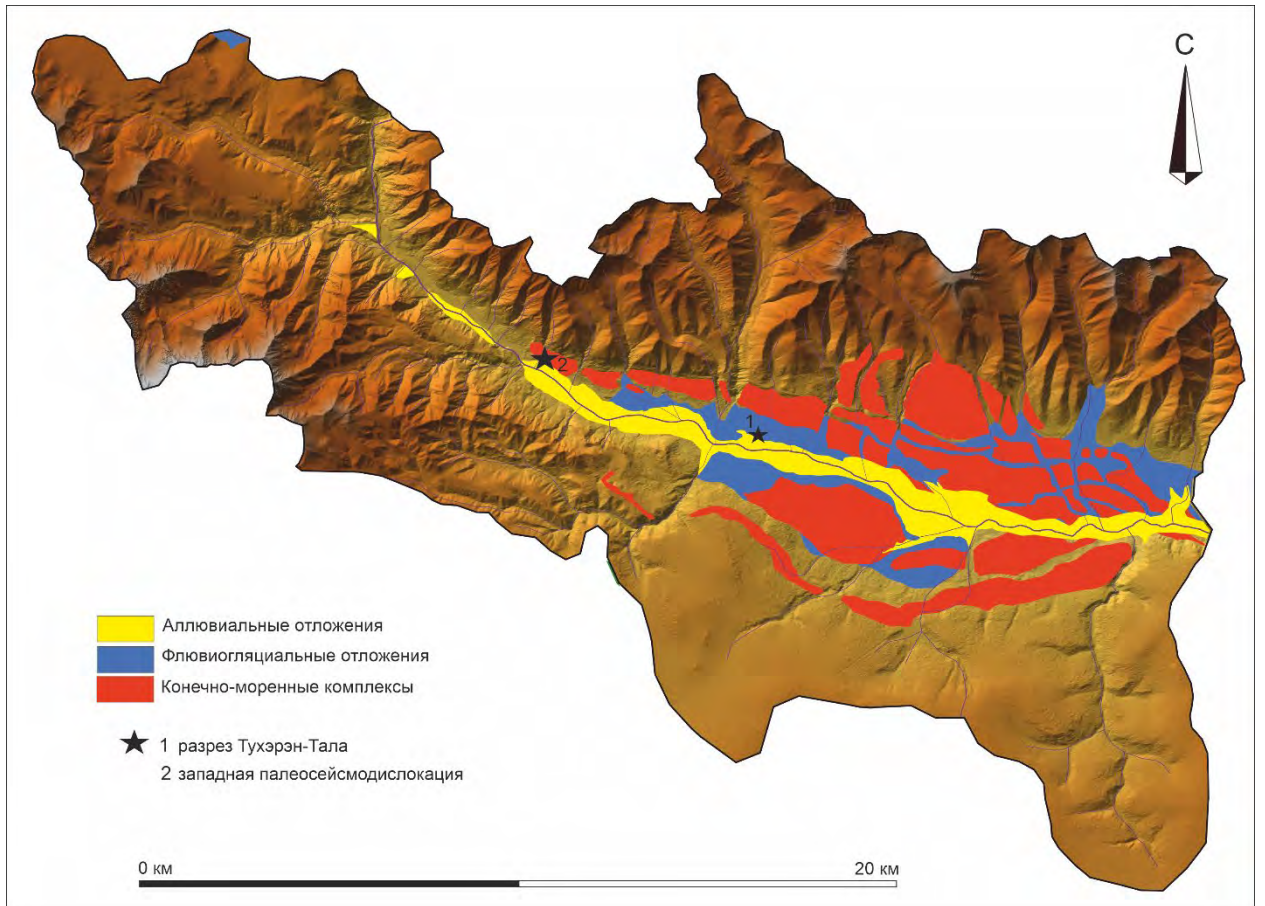 С
2
1
Аллювиальные отложения
Флювиогляциальные отложения
Конечно-моренные комплексы
1 разрез Тухэрэн-Тала
2 западная палеосейсмодислокация
0 км 20 км